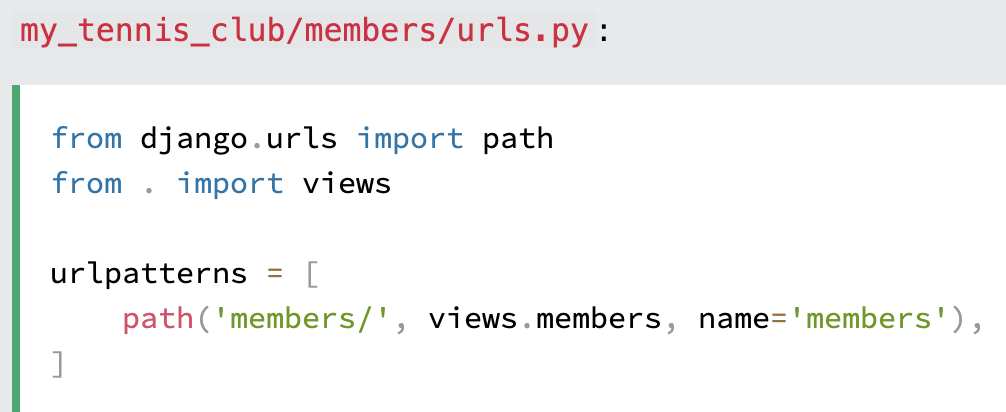 my_tennis_club/members/urls.py:
from django.urls import path
from . import views
urlpatterns = [
    path('members/', views.members, name='members'),
]